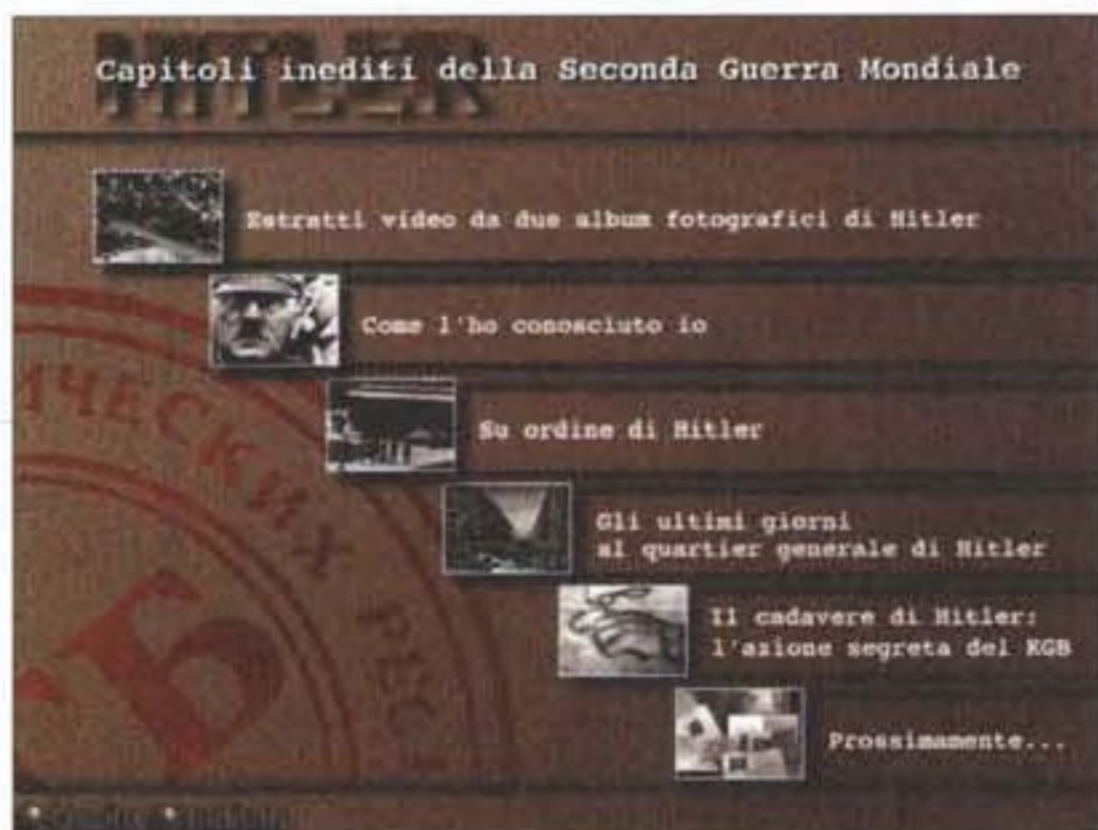 HITLER
Capitoli inediti della Seconda Guerra Mondiale
Estratti video da due album fotografici di Hitler
Come l'ho conosciuto io
Su ordine di Hitler
Gli ultimi giorni
al quartier generale di Hitler
Il cadavere di Hitler:
l'azione segreta del KGB
Prossimamente...